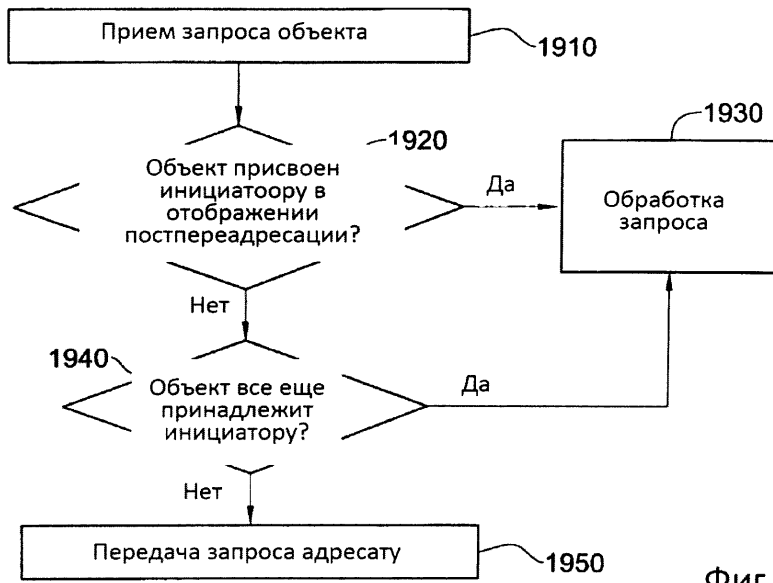 Прием запроса объекта
1910
1920
1930
Объект присвоен
инициатоору в
отображении
постпереадресации?
Да
Обработка
запроса
Нет
1940
Объект все еще
принадлежит
инициатору?
Да
Нет
Передача запроса адресату
1950
Фиг